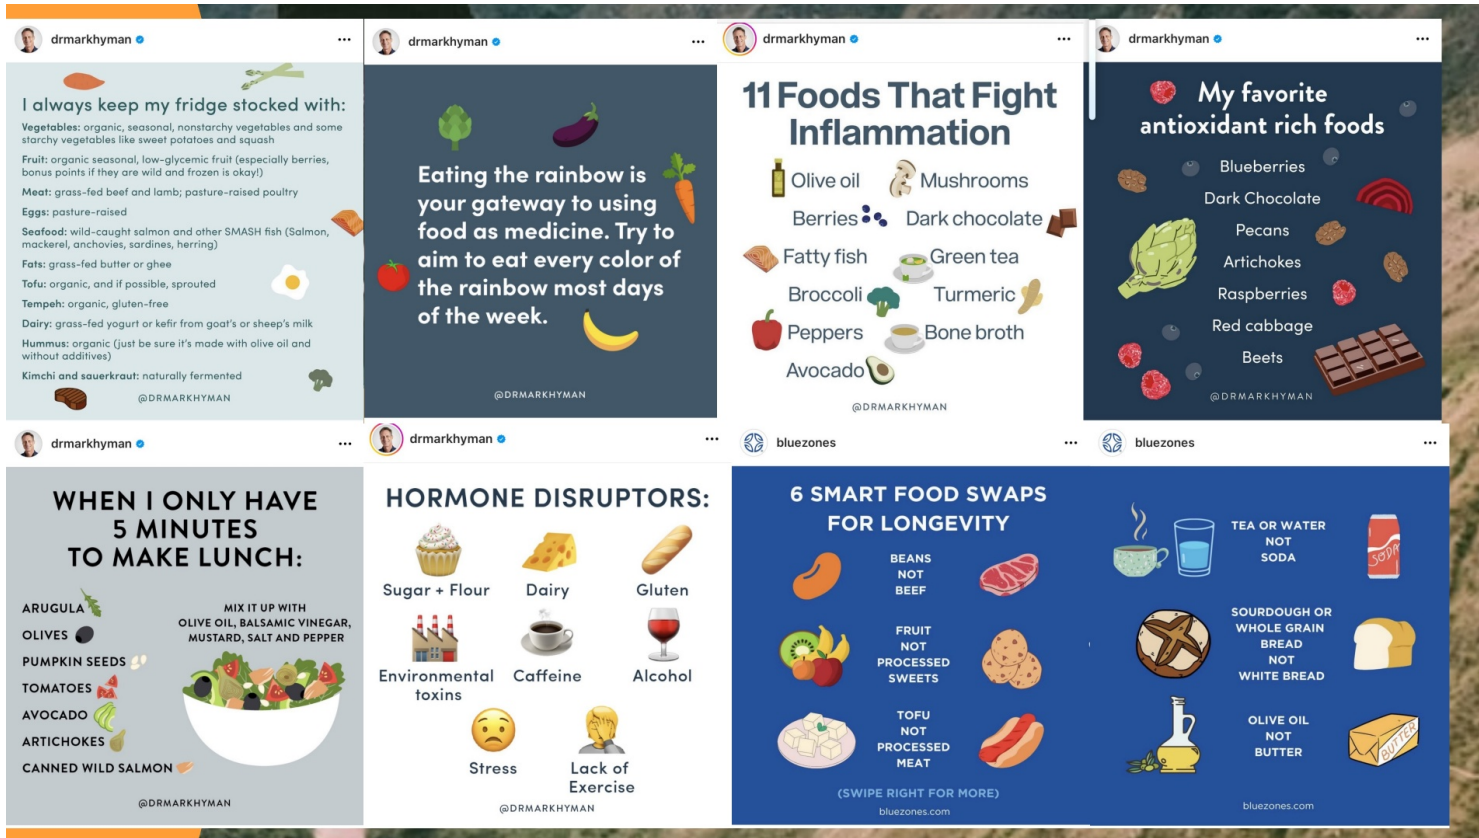 drmarkhyman
...
I always keep my fridge stocked with:
Vegetables: organic, seasonal, nonstarchy vegetables and some
starchy vegetables like sweet potatoes and squash
Fruit: organic seasonal, low-glycemic fruit (especially berries,
bonus points if they are wild and frozen is okay!)
Meat: grass-fed beef and lamb; pasture-raised poultry
Eggs: pasture-raised
Seafood: wild-caught salmon and other SMASH fish (Salmon,
mackerel, anchovies, sardines, herring)
Fats: grass-fed butter or ghee
Tofu: organic, and if possible, sprouted
Tempeh: organic, gluten-free
Dairy: grass-fed yogurt or kefir from goat's or sheep's milk
Hummus: organic (just be sure it's made with olive oil and
without additives)
Kimchi and sauerkraut: naturally fermented
@DRMARKHYMAN
drmarkhyman
...
Eating the rainbow is
your gateway to using
food as medicine. Try to
aim to eat every color of
the rainbow most days
of the week.
@DRMARKHYMAN
drmarkhyman
...
11 Foods That Fight
Inflammation
Olive oil
Mushrooms
Berries
Dark chocolate
Fatty fish
Green tea
Broccoli
Turmeric
Peppers
Bone broth
Avocado
@DRMARKHYMAN
drmarkhyman
...
My favorite
antioxidant rich foods
Blueberries
Dark Chocolate
Pecans
Artichokes
Raspberries
Red cabbage
Beets
@DRMARKHYMAN
drmarkhyman
...
WHEN I ONLY HAVE
5 MINUTES
TO MAKE LUNCH:
ARUGULA
OLIVES
PUMPKIN SEEDS
TOMATOES
AVOCADO
ARTICHOKES
CANNED WILD SALMON
MIX IT UP WITH
OLIVE OIL, BALSAMIC VINEGAR,
MUSTARD, SALT AND PEPPER
@DRMARKHYMAN
drmarkhyman
...
HORMONE DISRUPTORS:
Sugar + Flour
Dairy
Gluten
Environmental
toxins
Caffeine
Alcohol
Stress
Lack of
Exercise
@DRMARKHYMAN
bluezones
...
6 SMART FOOD SWAPS
FOR LONGEVITY
BEANS
NOT
BEEF
FRUIT
NOT
PROCESSED
SWEETS
TOFU
NOT
PROCESSED
MEAT
(SWIPE RIGHT FOR MORE)
bluezones.com
bluezones
...
TEA OR WATER
NOT
SODA
SODA
SOURDOUGH OR
WHOLE GRAIN
BREAD
NOT
WHITE BREAD
OLIVE OIL
NOT
BUTTER
BUTTER
bluezones.com